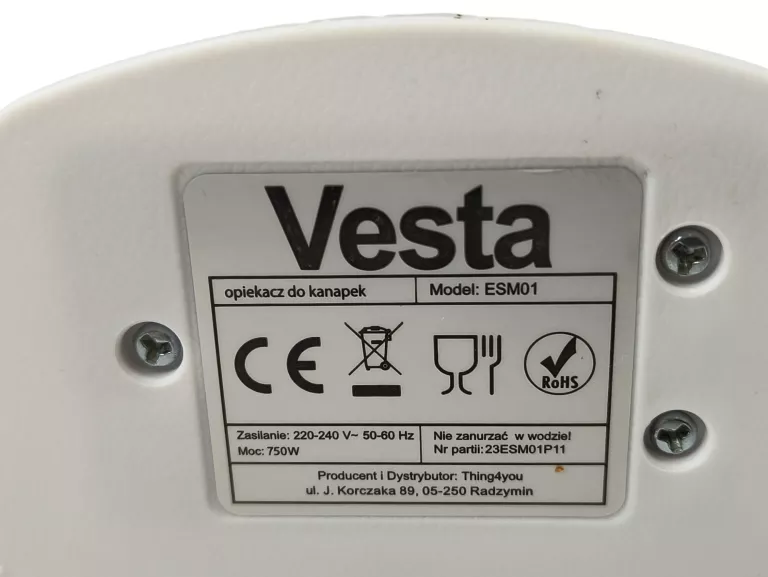 Vesta
opiekacz do kanapek
Model: ESM01
CE
RoHS
Zasilanie: 220-240 V~ 50-60 Hz
Moc: 750W
Nie zanurzać w wodzie!
Nr partii: 23ESM01P11
Producent i Dystrybutor: Thing4you
ul. J. Korczaka 89, 05-250 Radzymin